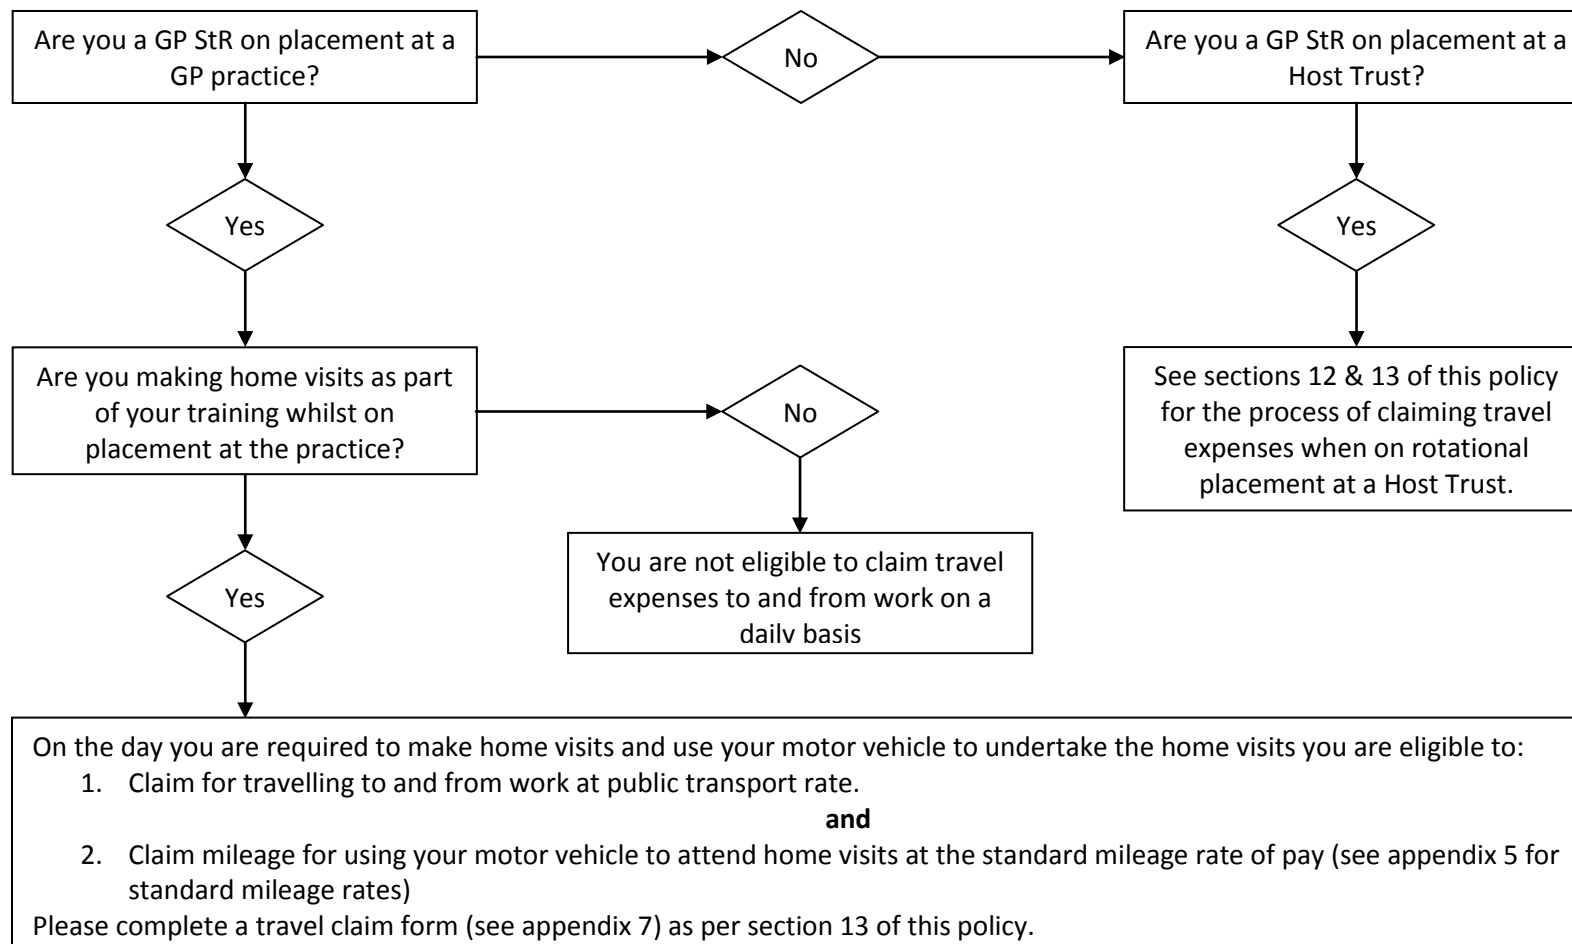 Are you a GP StR on placement at a
GP practice?
No
Are you a GP StR on placement at a
Host Trust?
Yes
Yes
Are you making home visits as part
of your training whilst on
placement at the practice?
No
See sections 12 & 13 of this policy
for the process of claiming travel
expenses when on rotational
placement at a Host Trust.
Yes
You are not eligible to claim travel
expenses to and from work on a
daily basis
On the day you are required to make home visits and use your motor vehicle to undertake the home visits you are eligible to:
1. Claim for travelling to and from work at public transport rate.
and
2. Claim mileage for using your motor vehicle to attend home visits at the standard mileage rate of pay (see appendix 5 for
standard mileage rates)
Please complete a travel claim form (see appendix 7) as per section 13 of this policy.